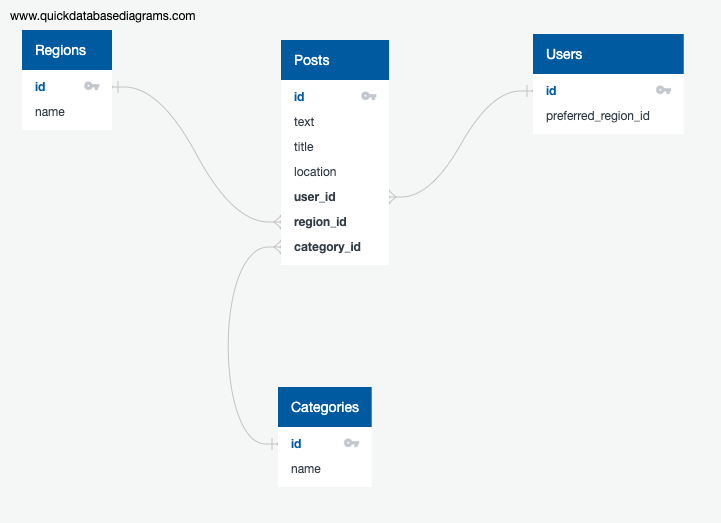 www.quickdatabasediagrams.com
Regions
id
name
Posts
id
text
title
location
user_id
region_id
category_id
Users
id
preferred_region_id
Categories
id
name